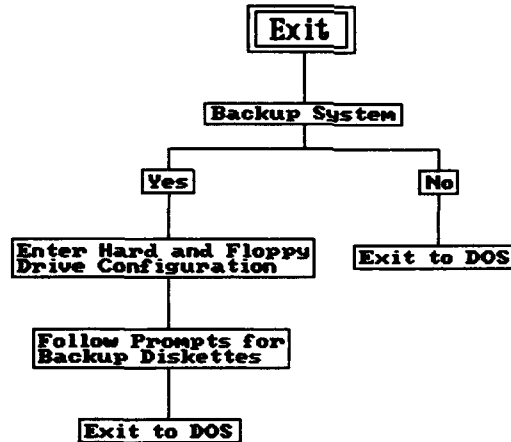 Exit
Backup System
Yes
No
Enter Hard and Floppy
Drive Configuration
Exit to DOS
Follow Prompts for
Backup Diskettes
Exit to DOS